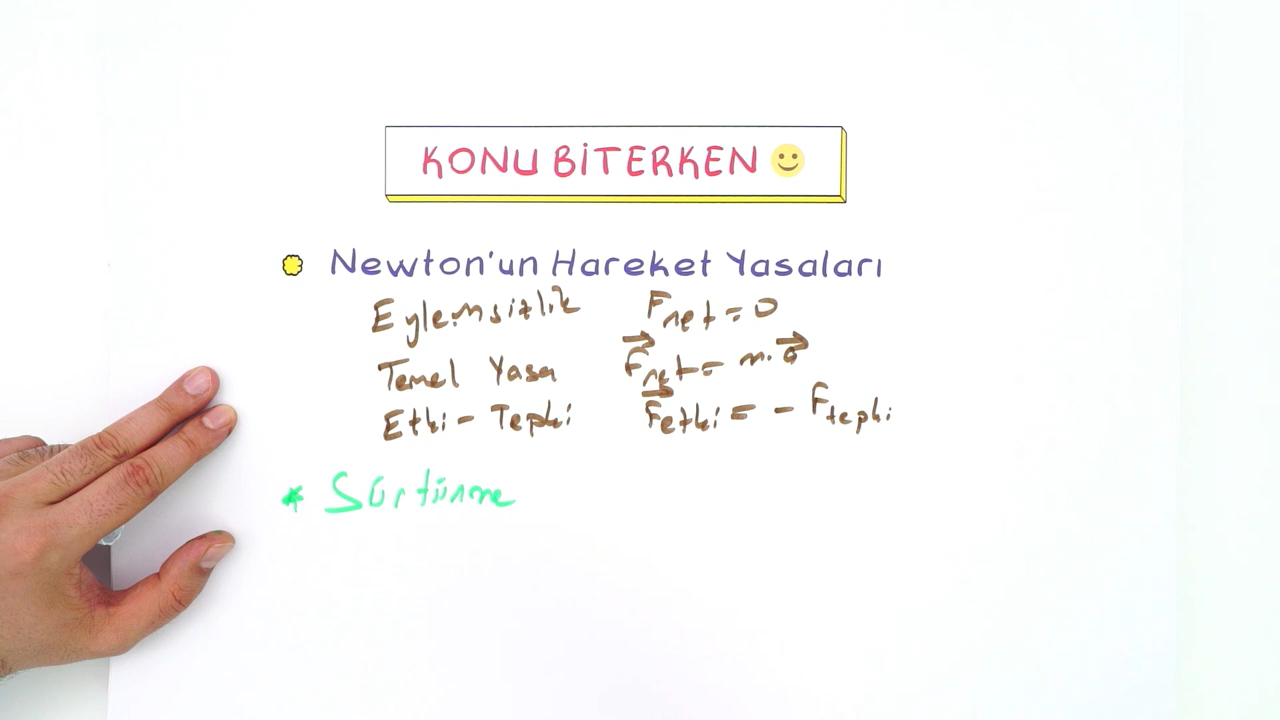 KONU BİTERKEN
Newton'un Hareket Yasaları
Eylemsizlik Fnet = 0
Temel Yasa Fnet = m.a
Etki - Tepki Fetki = - Ftepki
* Sürtünme